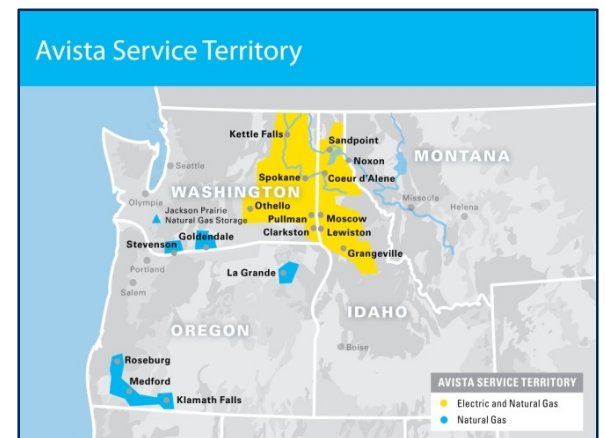 Avista Service Territory
Kettle Falls
Sandpoint
Noxon
MONTANA
Seattle
Spokane
Coeur d'Alene
WASHINGTON
Missoula
Helena
Olympia
Othello
Jackson Prairie
Natural Gas Storage
Pullman
Moscow
Clarkston
Lewiston
Stevenson
Goldendale
Grangeville
Portland
La Grande
Salem
IDAHO
OREGON
Boise
Roseburg
Medford
Klamath Falls
AVISTA SERVICE TERRITORY
Electric and Natural Gas
Natural Gas